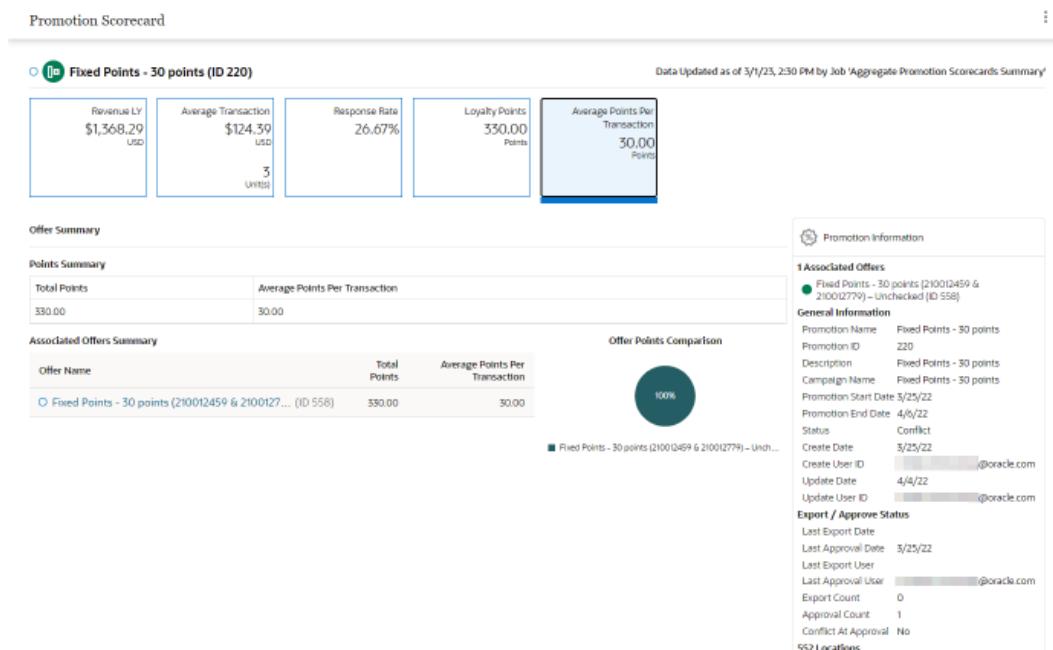 Promotion Scorecard
Fixed Points - 30 points (ID 220)
Data Updated as of 3/1/23, 2:30 PM by Job 'Aggregate Promotion Scorecards Summary'
Revenue LY
$1,368.29
USD
Average Transaction
$124.39
USD
3
Unit(s)
Response Rate
26.67%
Loyalty Points
330.00
Points
Average Points Per
Transaction
30.00
Points
Offer Summary
Points Summary
Total Points
Average Points Per Transaction
330.00
30.00
Associated Offers Summary
Offer Name
Total
Points
Average Points Per
Transaction
Fixed Points - 30 points (210012459 & 2100127... (ID 558)
330.00
30.00
Offer Points Comparison
100%
Fixed Points - 30 points (210012459 & 210012779) – Unch...
Promotion Information
1 Associated Offers
Fixed Points - 30 points (210012459 &
210012779) – Unchecked (ID 558)
General Information
Promotion Name Fixed Points - 30 points
Promotion ID 220
Description Fixed Points - 30 points
Campaign Name Fixed Points - 30 points
Promotion Start Date 3/25/22
Promotion End Date 4/6/22
Status Conflict
Create Date 3/25/22
Create User ID @oracle.com
Update Date 4/4/22
Update User ID @oracle.com
Export / Approve Status
Last Export Date
Last Approval Date 3/25/22
Last Export User
Last Approval User @oracle.com
Export Count 0
Approval Count 1
Conflict At Approval No
552 Locations